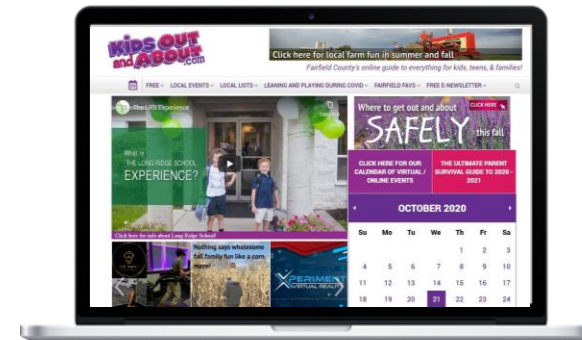 KiDS OUT
and ABOUT.com
Click here for local farm fun in summer and fall
Fairfield County's online guide to everything for kids, teens, & families!
FREE LOCAL EVENTS LOCAL LISTS LEANING AND PLAYING DURING COVID FAIRFIELD FAVS FREE E-NEWSLETTER
The LRS Experience
What is
THE LONG RIDGE SCHOOL
EXPERIENCE?
Click here for info about Long Ridge School!
Nothing says wholesome
fall family fun like a corn
maze!
XPERIMENT
VIRTUAL REALITY
Where to get out and about
CLICK HERE
SAFELY
this fall
CLICK HERE FOR OUR
CALENDAR OF VIRTUAL /
ONLINE EVENTS
THE ULTIMATE PARENT
SURVIVAL GUIDE TO 2020 -
2021
OCTOBER 2020
Su Mo Tu We Th Fr Sa
1 2 3
4 5 6 7 8 9 10
11 12 13 14 15 16 17
18 19 20 21 22 23 24